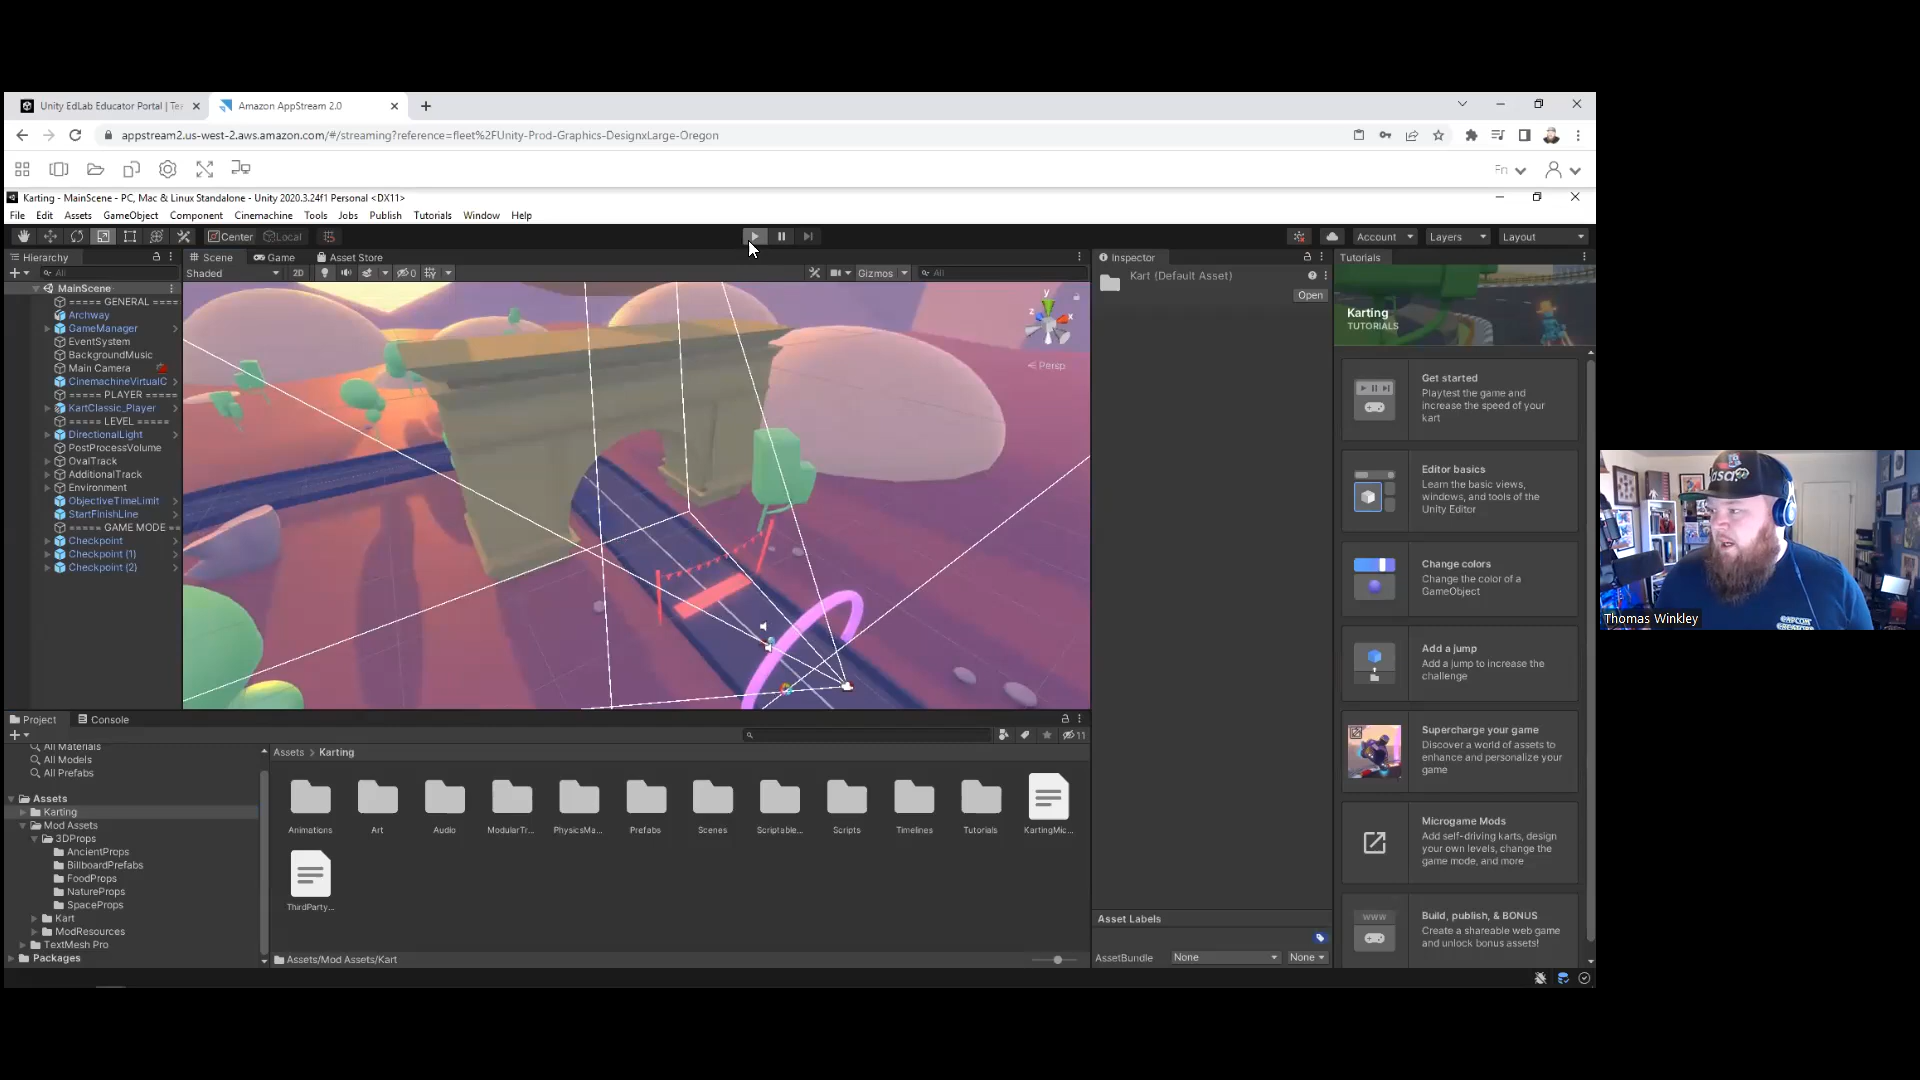 Unity EdLab Educator Portal | Te
Amazon AppStream 2.0
appstream2.us-west-2.aws.amazon.com/#/streaming?reference=fleet%2FUnity-Prod-Graphics-DesignxLarge-Oregon
En
Karting - MainScene - PC, Mac & Linux Standalone - Unity 2020.3.24f1 Personal <DX11>
File Edit Assets GameObject Component Cinemachine Tools Jobs Publish Tutorials Window Help
Center Local
Account Layers Layout
Hierarchy
All
MainScene
===== GENERAL ====
Archway
GameManager
EventSystem
BackgroundMusic
Main Camera
CinemachineVirtualC
===== PLAYER =====
KartClassic_Player
===== LEVEL =====
DirectionalLight
PostProcessVolume
OvalTrack
AdditionalTrack
Environment
ObjectiveTimeLimit
StartFinishLine
===== GAME MODE ==
Checkpoint
Checkpoint (1)
Checkpoint (2)
Scene Game Asset Store
Shaded 2D 0 Gizmos All
y
z
x
Persp
Inspector
Kart (Default Asset)
Open
Asset Labels
AssetBundle None None
Tutorials
Karting
TUTORIALS
Get started
Playtest the game and
increase the speed of your
kart
Editor basics
Learn the basic views,
windows, and tools of the
Unity Editor
Change colors
Change the color of a
GameObject
Add a jump
Add a jump to increase the
challenge
Supercharge your game
Discover a world of assets to
enhance and personalize your
game
Microgame Mods
Add self-driving karts, design
your own levels, change the
game mode, and more
WWW
Build, publish, & BONUS
Create a shareable web game
and unlock bonus assets!
Project Console
11
All Materials
All Models
All Prefabs
Assets
Karting
Mod Assets
3DProps
AncientProps
BillboardPrefabs
FoodProps
NatureProps
SpaceProps
Kart
ModResources
TextMesh Pro
Packages
Assets > Karting
Animations Art Audio ModularTr... PhysicsMa... Prefabs Scenes Scriptable... Scripts Timelines Tutorials KartingMic...
ThirdParty...
Assets/Mod Assets/Kart
Thomas Winkley